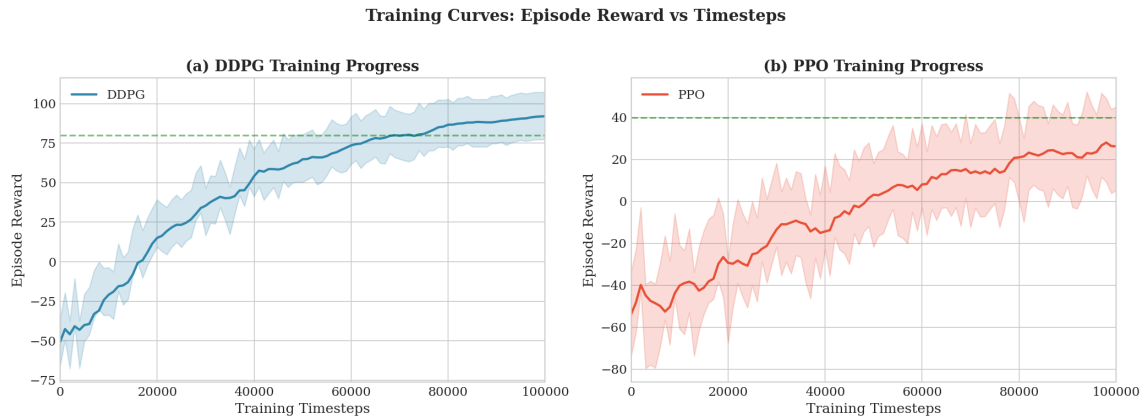 Training Curves: Episode Reward vs Timesteps
(a) DDPG Training Progress
DDPG
100
75
50
25
0
−25
−50
−75
Episode Reward
0 20000 40000 60000 80000 100000
Training Timesteps
(b) PPO Training Progress
PPO
40
20
0
−20
−40
−60
−80
Episode Reward
0 20000 40000 60000 80000 100000
Training Timesteps